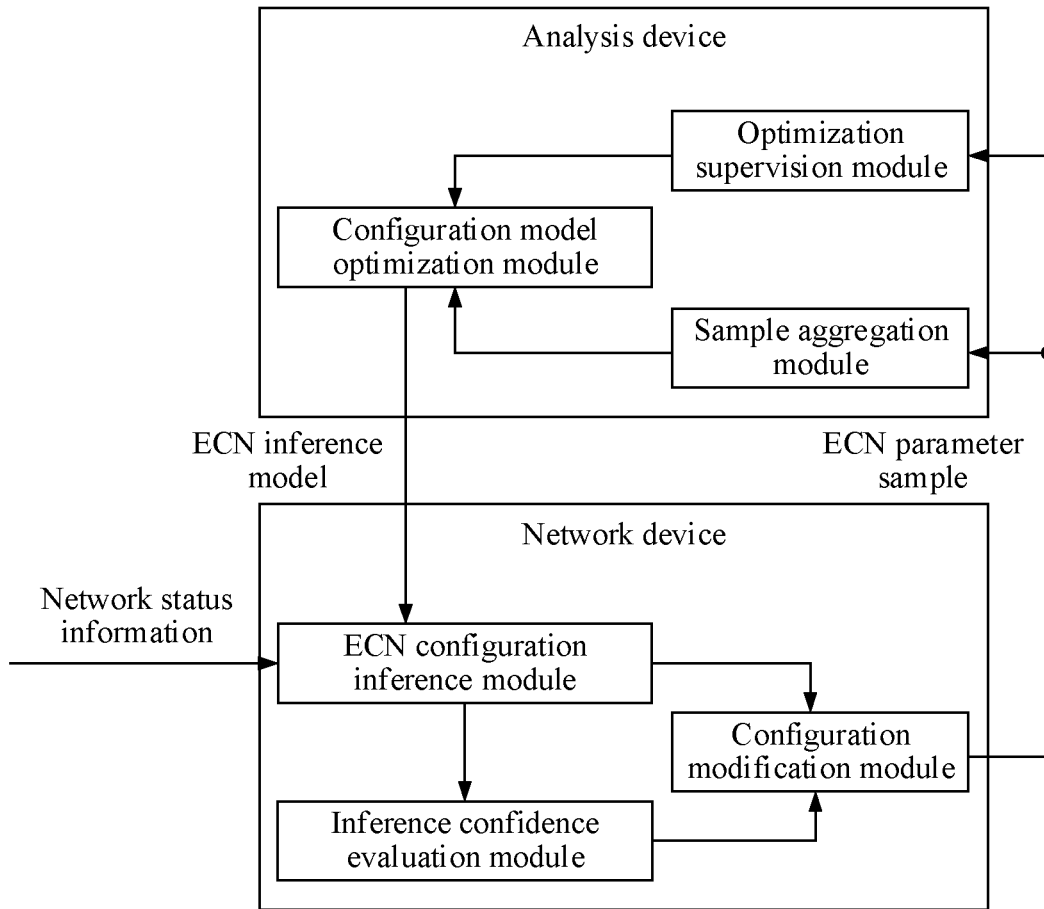 Analysis device
Optimization
supervision module
Configuration model
optimization module
Sample aggregation
module
ECN inference
model
ECN parameter
sample
Network device
Network status
information
ECN configuration
inference module
Configuration
modification module
Inference confidence
evaluation module